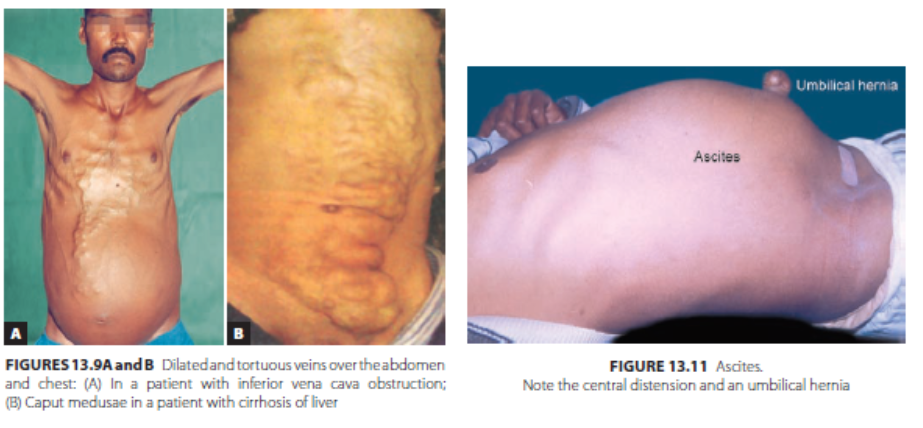 A
B
FIGURES 13.9A and B Dilated and tortuous veins over the abdomen
and chest: (A) In a patient with inferior vena cava obstruction;
(B) Caput medusae in a patient with cirrhosis of liver
Umbilical hernia
Ascites
FIGURE 13.11 Ascites.
Note the central distension and an umbilical hernia